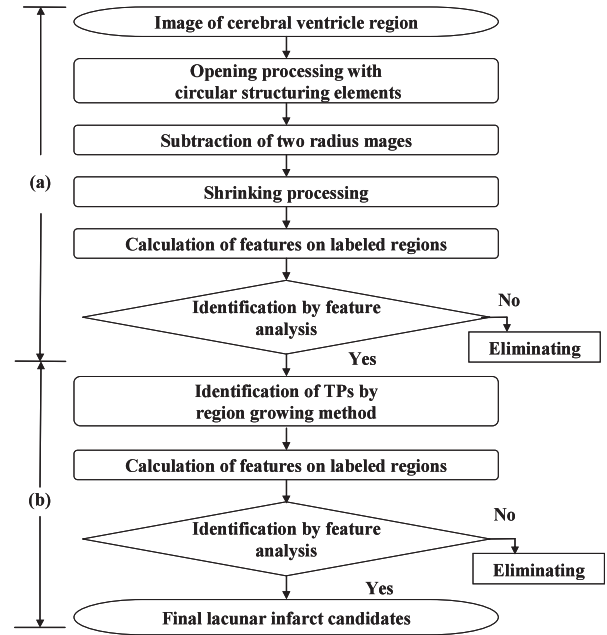 Image of cerebral ventricle region
Opening processing with
circular structuring elements
Subtraction of two radius mages
(a)
Shrinking processing
Calculation of features on labeled regions
Identification by feature
analysis
No
Eliminating
Yes
Identification of TPs by
region growing method
Calculation of features on labeled regions
(b)
Identification by feature
analysis
No
Eliminating
Yes
Final lacunar infarct candidates